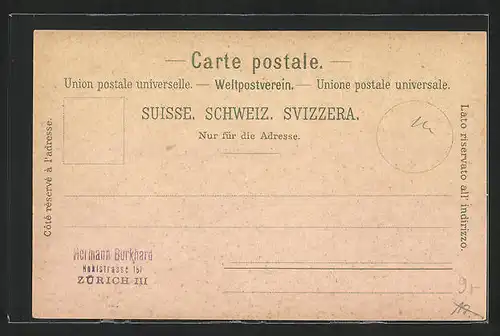 — Carte postale. —
Union postale universelle. — Weltpostverein. — Unione postale universale.
SUISSE. SCHWEIZ. SVIZZERA.
Nur für die Adresse.
Côté réservé à l'adresse.
Lato riservato all' indirizzo.
Hermann Burkhard
ZÜRICH III